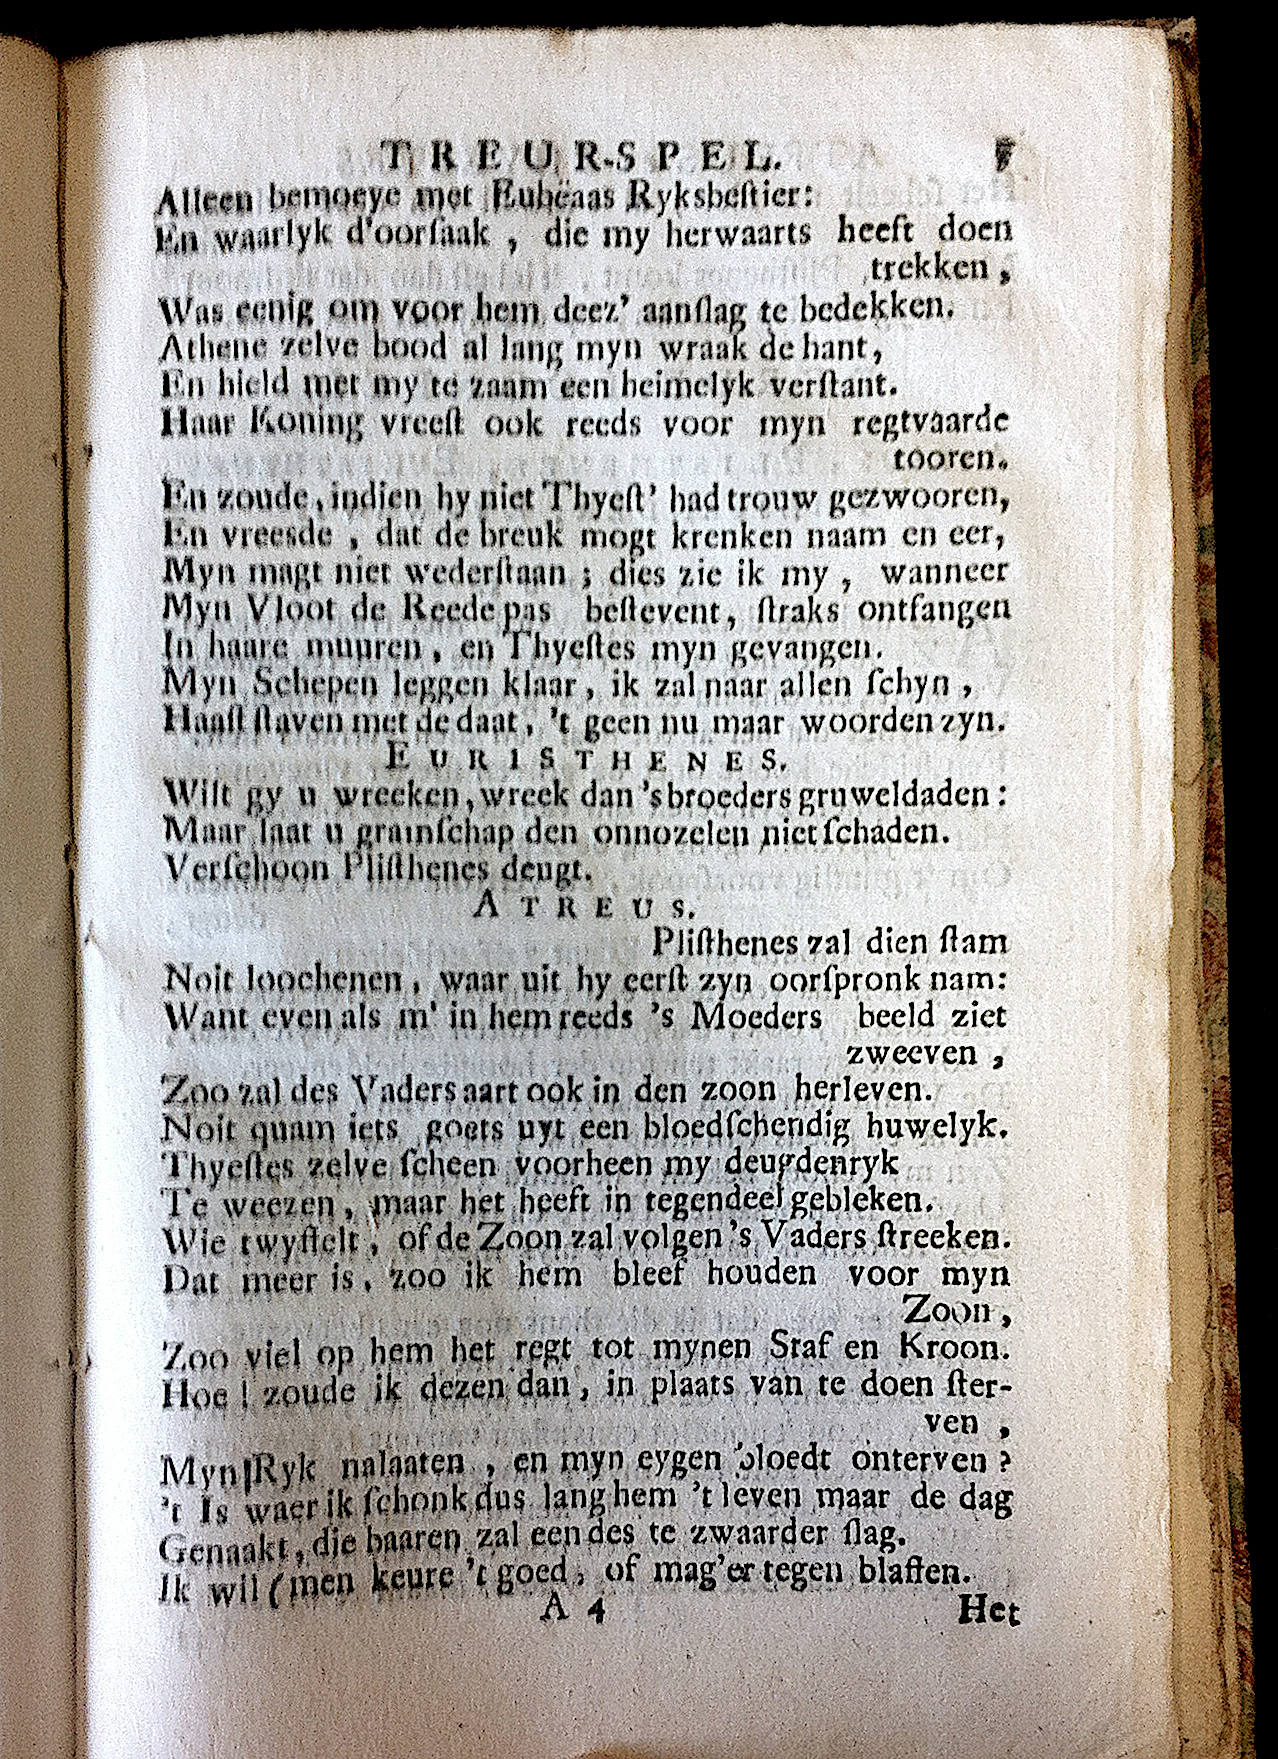 TREUR-SPEL. 7
Alleen bemoeye met Eubëaas Ryksbeſtier:
En waarlyk d'oorſaak, die my herwaarts heeft doen
trekken,
Was eenig om voor hem deez' aanſlag te bedekken.
Athene zelve bood al lang myn wraak de hant,
En hield met my te zaam een heimelyk verſtant.
Haar Koning vreeſt ook reeds voor myn regtvaarde
tooren.
En zoude, indien hy niet Thyeſt' had trouw gezwooren,
En vreesde, dat de breuk mogt krenken naam en eer,
Myn magt niet wederſtaan; dies zie ik my, wanneer
Myn Vloot de Reede pas beſtevent, ſtraks ontfangen
In haare muuren, en Thyeſtes myn gevangen.
Myn Schepen leggen klaar, ik zal naar allen ſchyn,
Haaſt ſtaven met de daat, 't geen nu maar woorden zyn.
EURISTHENES.
Wilt gy u wreeken, wreek dan 's broeders gruweldaden:
Maar laat u gramſchap den onnozelen niet ſchaden.
Verſchoon Pliſthenes deugt.
ATREUS.
Pliſthenes zal dien ſtam
Noit loochenen, waar uit hy eerſt zyn oorſpronk nam:
Want even als m' in hem reeds 's Moeders beeld ziet
zweeven,
Zoo zal des Vaders aart ook in den zoon herleven.
Noit quam iets goets uyt een bloedſchendig huwelyk.
Thyeſtes zelve ſcheen voorheen my deugdenryk
Te weezen, maar het heeft in tegendeel gebleken.
Wie twyffelt, of de Zoon zal volgen 's Vaders ſtreeken.
Dat meer is, zoo ik hem bleef houden voor myn
Zoon,
Zoo viel op hem het regt tot mynen Staf en Kroon.
Hoe! zoude ik dezen dan, in plaats van te doen ſter-
ven,
Myn Ryk nalaaten, en myn eygen bloedt onterven?
't Is waer ik ſchonk dus lang hem 't leven maar de dag
Genaakt, die baaren zal een des te zwaarder ſlag.
Ik wil (men keure 't goed, of mag'er tegen blaffen.
A 4 Het